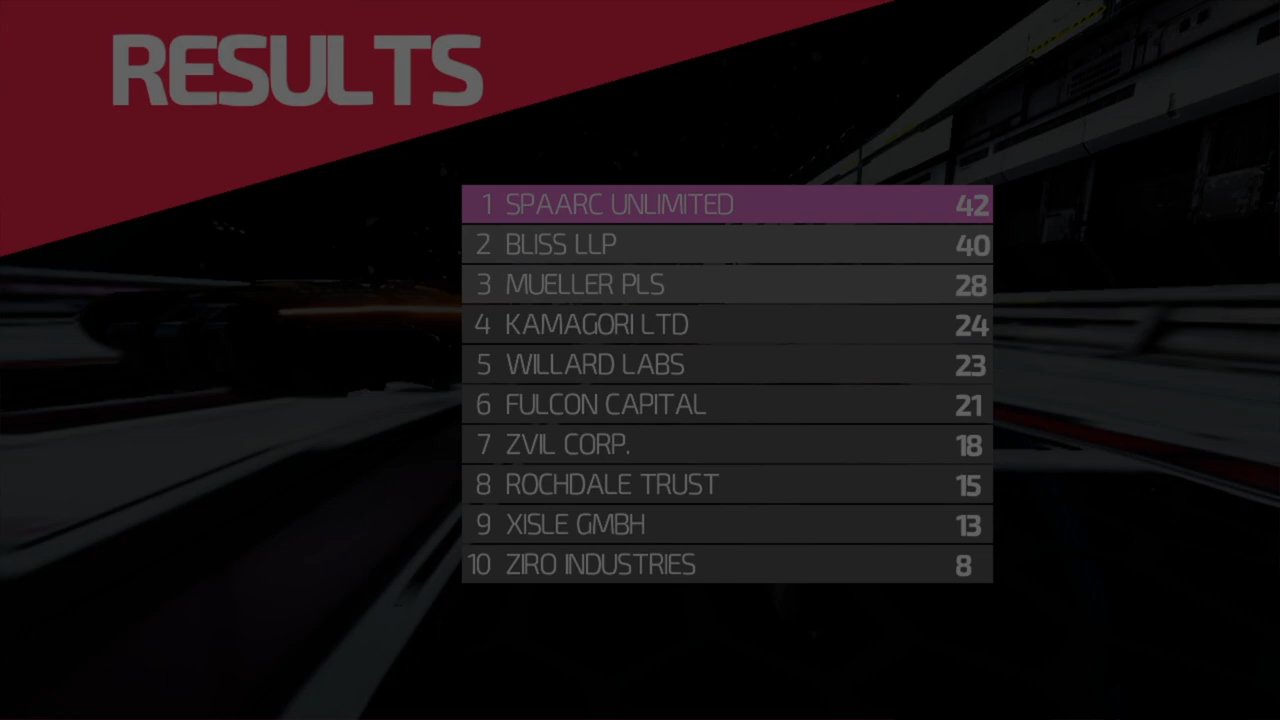 RESULTS
1 SPAARC UNLIMITED 42
2 BLISS LLP 40
3 MUELLER PLS 28
4 KAMAGORI LTD 24
5 WILLARD LABS 23
6 FULCON CAPITAL 21
7 ZVIL CORP. 18
8 ROCHDALE TRUST 15
9 XISLE GMBH 13
10 ZIRO INDUSTRIES 8